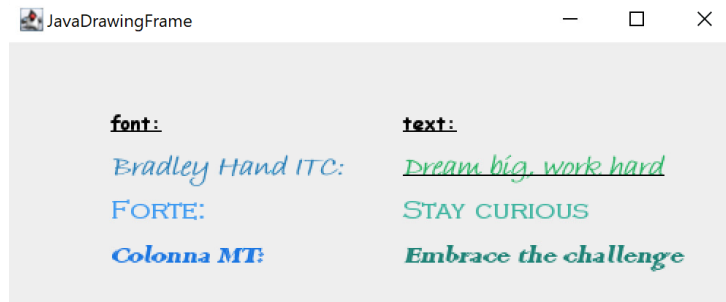 JavaDrawingFrame
font: text:
Bradley Hand ITC: Dream big, work hard
Forte: Stay curious
Colonna MT: Embrace the challenge